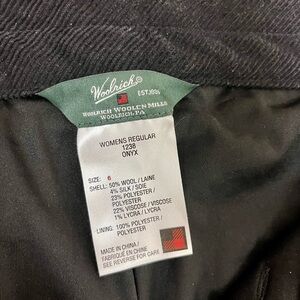 Woolrich®
EST. 1830
WOOLRICH WOOLEN MILLS
WOOLRICH, PA
WOMENS REGULAR
1238
ONYX
SIZE: 6
SHELL: 50% WOOL / LAINE
4% SILK / SOIE
23% POLYESTER /
POLYESTER
22% VISCOSE / VISCOSE
1% LYCRA / LYCRA
LINING: 100% POLYESTER /
POLYESTER
MADE IN CHINA /
FABRIQUE EN CHINE
SEE REVERSE FOR CARE